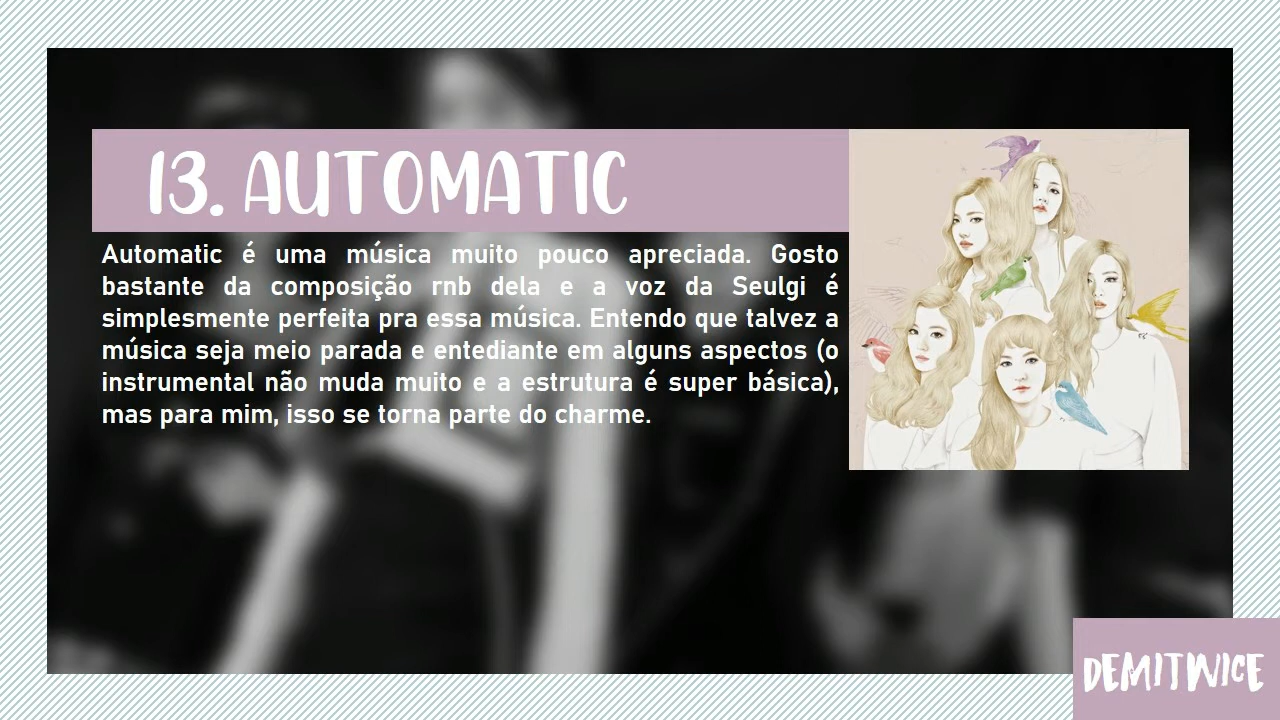 13. AUTOMATIC
Automatic é uma música muito pouco apreciada. Gosto
bastante da composição rnb dela e a voz da Seulgi é
simplesmente perfeita pra essa música. Entendo que talvez a
música seja meio parada e entediante em alguns aspectos (o
instrumental não muda muito e a estrutura é super básica),
mas para mim, isso se torna parte do charme.
DEMITWICE